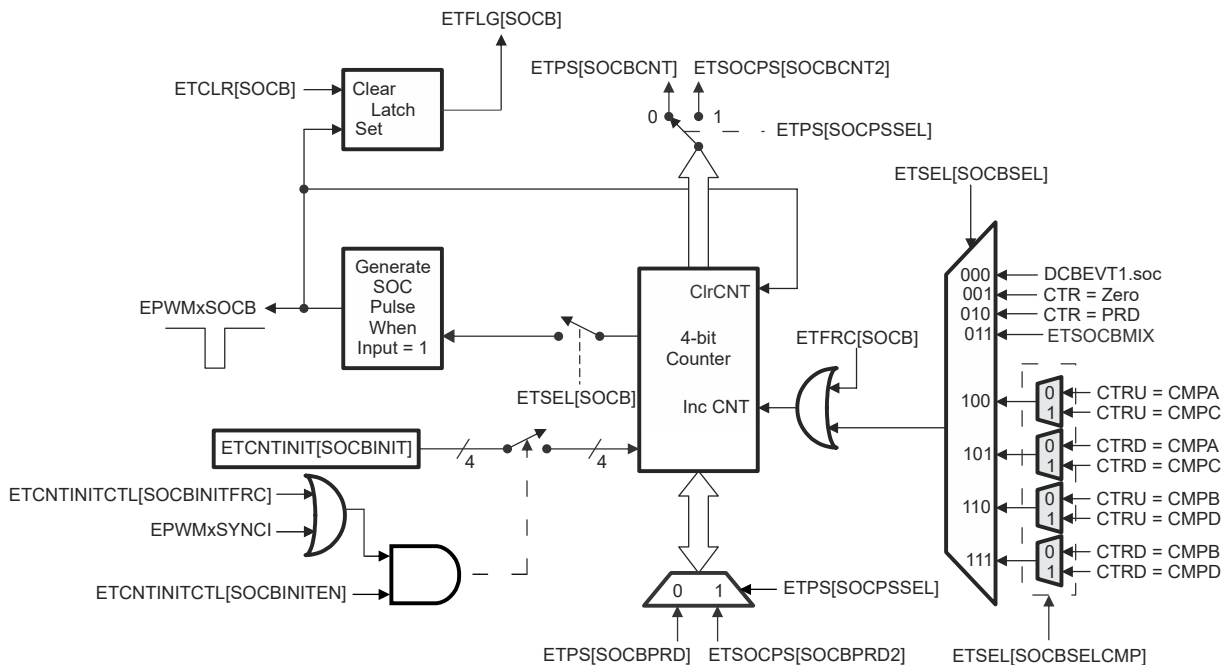 ETFLG[SOCB]
ETPS[SOCBCNT] ETSOCPS[SOCBCNT2]
ETCLR[SOCB]
Clear
Latch
Set
0 1
ETPS[SOCPSSEL]
ETSEL[SOCBSEL]
Generate
SOC
Pulse
When
Input = 1
EPWMxSOCB
ClrCNT
4-bit
Counter
Inc CNT
ETSEL[SOCB]
ETFRC[SOCB]
000 DCBEVT1.soc
001 CTR = Zero
010 CTR = PRD
011 ETSOCBMIX
100 0 CTRU = CMPA
1 CTRU = CMPC
101 0 CTRD = CMPA
1 CTRD = CMPC
110 0 CTRU = CMPB
1 CTRU = CMPD
111 0 CTRD = CMPB
1 CTRD = CMPD
ETCNTINIT[SOCBINIT]
4 4
ETCNTINITCTL[SOCBINITFRC]
EPWMxSYNCI
ETCNTINITCTL[SOCBINITEN]
0 1
ETPS[SOCPSSEL]
ETPS[SOCBPRD] ETSOCPS[SOCBPRD2]
ETSEL[SOCBSELCMP]